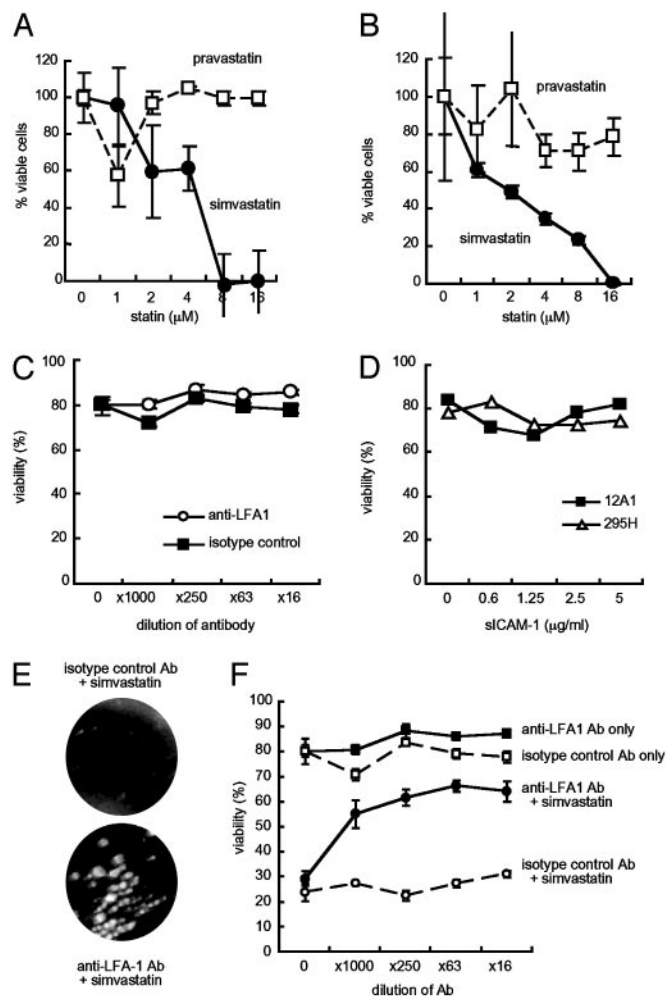 A
120
100
80
60
40
20
0
% viable cells
pravastatin
simvastatin
0 1 2 4 8 16
statin (μM)
B
120
100
80
60
40
20
0
% viable cells
pravastatin
simvastatin
0 1 2 4 8 16
statin (μM)
C
100
80
60
40
20
0
viability (%)
anti-LFA1
isotype control
0 x1000 x250 x63 x16
dilution of antibody
D
100
80
60
40
20
0
viability (%)
12A1
295H
0 0.6 1.25 2.5 5
sICAM-1 (μg/ml)
E
isotype control Ab
+ simvastatin
anti-LFA-1 Ab
+ simvastatin
F
100
90
80
70
60
50
40
30
20
10
0
viability (%)
anti-LFA1 Ab only
isotype control Ab only
anti-LFA1 Ab
+ simvastatin
isotype control Ab
+ simvastatin
0 x1000 x250 x63 x16
dilution of Ab